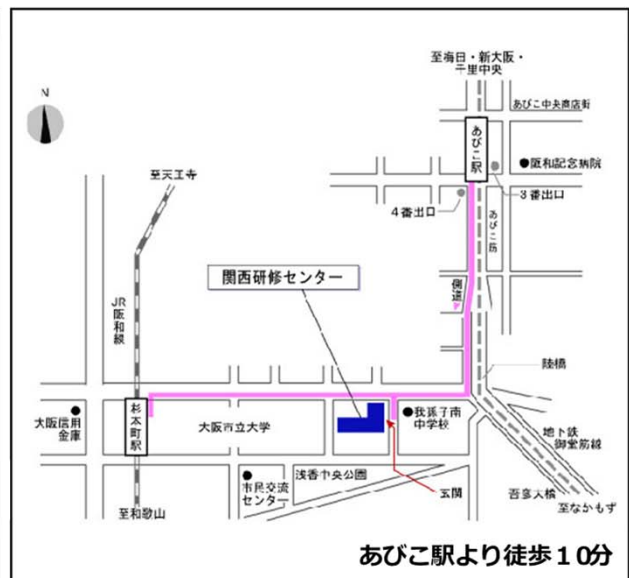 至梅田・新大阪・
千里中央
N
あびこ中央商店街
あびこ駅
阪和記念病院
3番出口
4番出口
至天王寺
あびこ筋
関西研修センター
側道
JR阪和線
陸橋
大阪信用
金庫
杉本町駅
大阪市立大学
我孫子南
中学校
地下鉄
御堂筋線
市民交流
センター
浅香中央公園
玄関
吾彦大橋
至なかもず
至和歌山
あびこ駅より徒歩10分